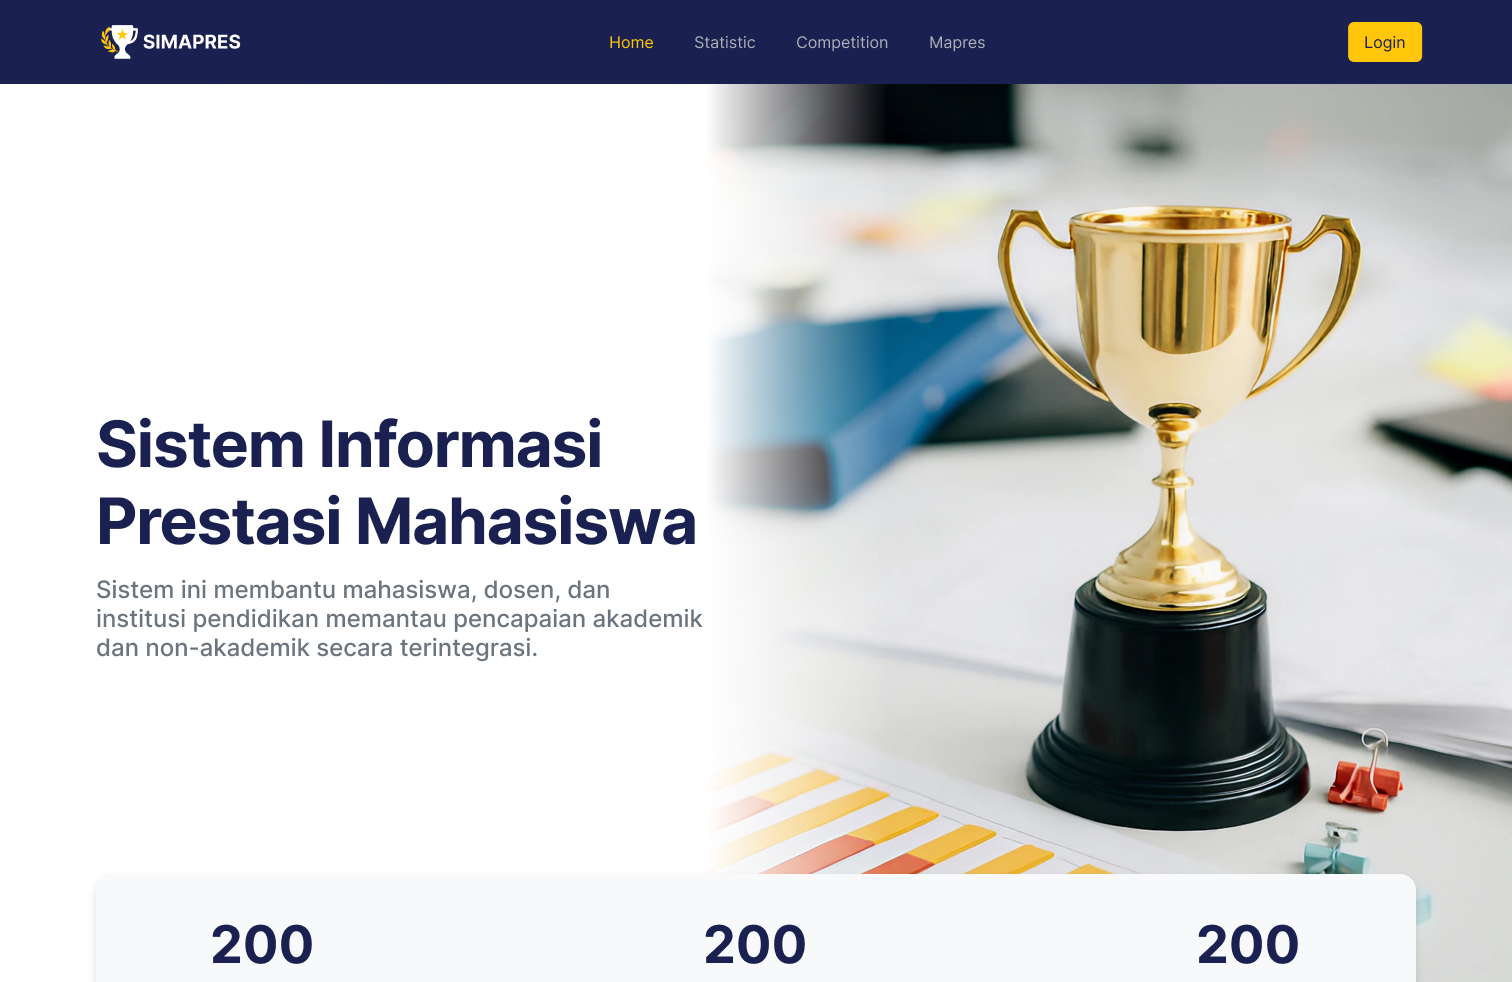 SIMAPRES
Home
Statistic
Competition
Mapres
Login
Sistem Informasi
Prestasi Mahasiswa
Sistem ini membantu mahasiswa, dosen, dan
institusi pendidikan memantau pencapaian akademik
dan non-akademik secara terintegrasi.
200
200
200